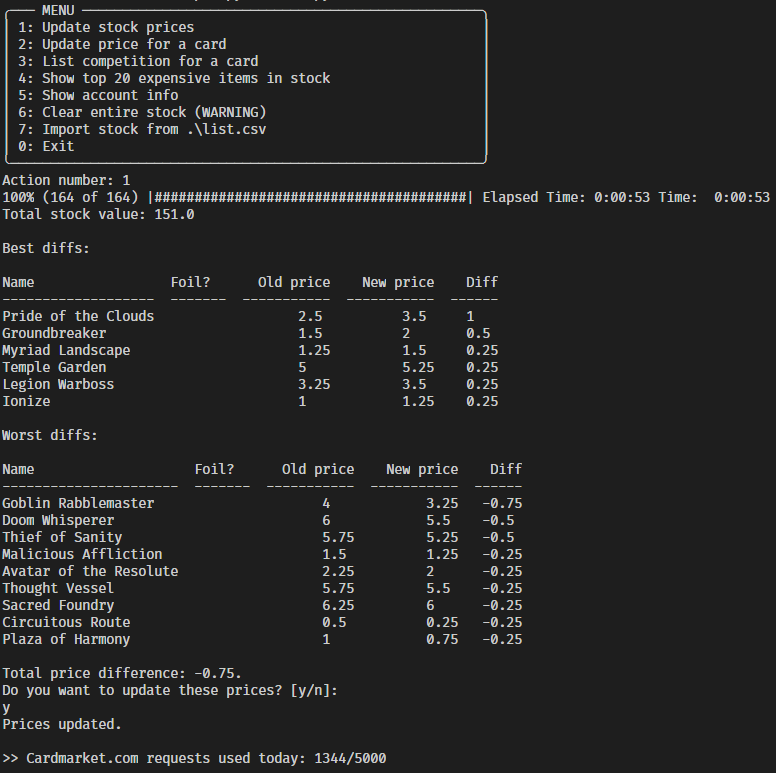 MENU
1: Update stock prices
2: Update price for a card
3: List competition for a card
4: Show top 20 expensive items in stock
5: Show account info
6: Clear entire stock (WARNING)
7: Import stock from .\list.csv
0: Exit
Action number: 1
100% (164 of 164) |#######################################| Elapsed Time: 0:00:53 Time:  0:00:53
Total stock value: 151.0
Best diffs:
Name                 Foil?      Old price    New price    Diff
-------------------  -------  -----------  -----------  ------
Pride of the Clouds                  2.5          3.5     1
Groundbreaker                        1.5          2       0.5
Myriad Landscape                     1.25         1.5     0.25
Temple Garden                        5            5.25    0.25
Legion Warboss                       3.25         3.5     0.25
Ionize                               1            1.25    0.25
Worst diffs:
Name                    Foil?      Old price    New price    Diff
----------------------  -------  -----------  -----------  ------
Goblin Rabblemaster                     4            3.25   -0.75
Doom Whisperer                          6            5.5    -0.5
Thief of Sanity                         5.75         5.25   -0.5
Malicious Affliction                    1.5          1.25   -0.25
Avatar of the Resolute                  2.25         2      -0.25
Thought Vessel                          5.75         5.5    -0.25
Sacred Foundry                          6.25         6      -0.25
Circuitous Route                        0.5          0.25   -0.25
Plaza of Harmony                        1            0.75   -0.25
Total price difference: -0.75.
Do you want to update these prices? [y/n]:
y
Prices updated.
>> Cardmarket.com requests used today: 1344/5000